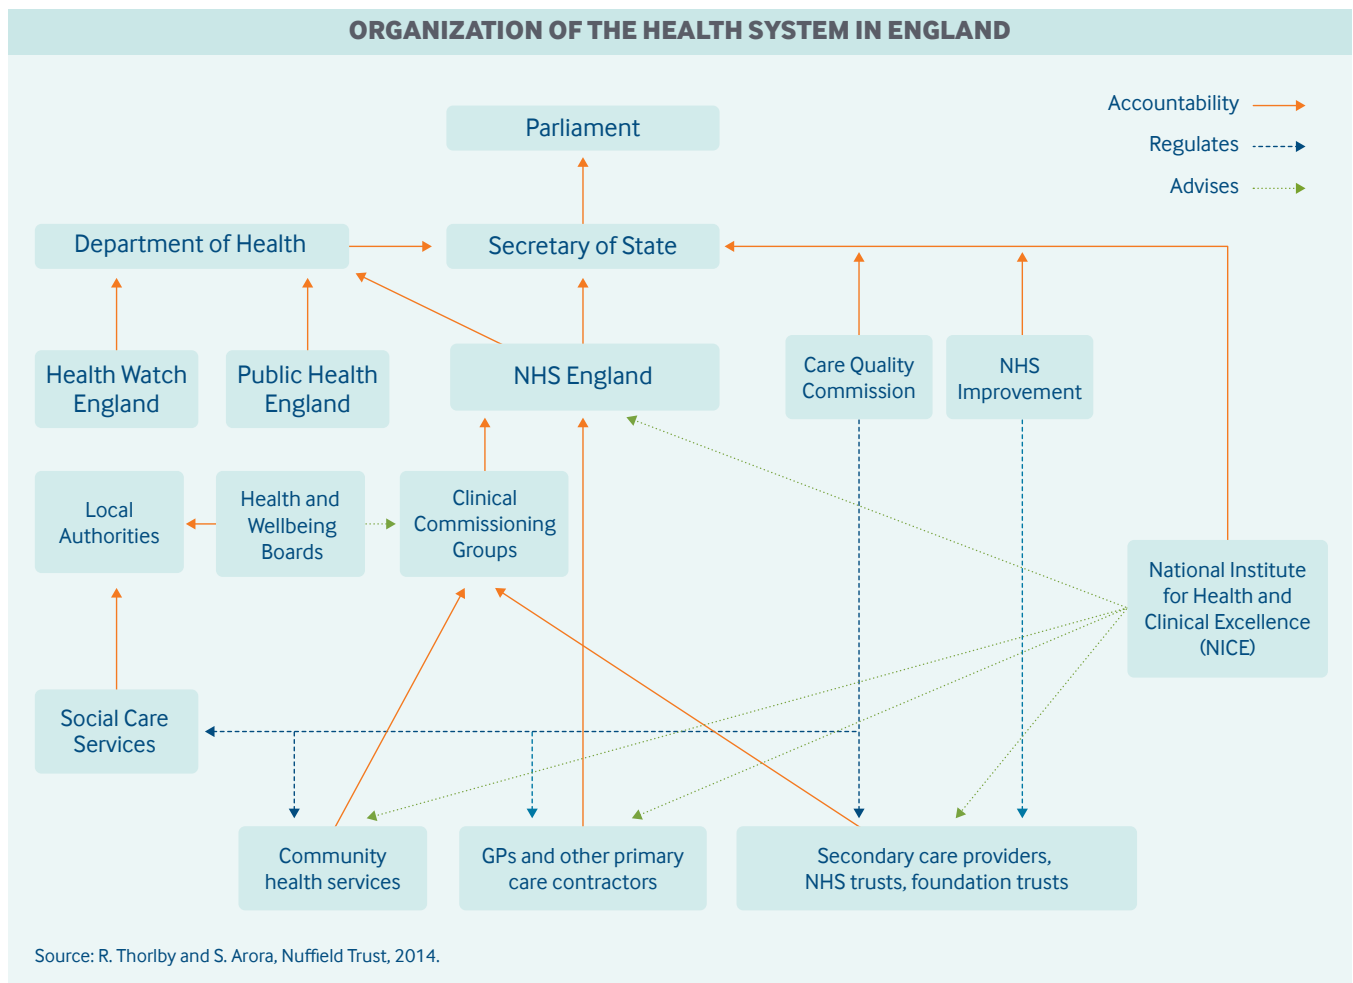 ORGANIZATION OF THE HEALTH SYSTEM IN ENGLAND
Accountability
Regulates
Advises
Parliament
Department of Health
Secretary of State
Health Watch
England
Public Health
England
NHS England
Care Quality
Commission
NHS
Improvement
Local
Authorities
Health and
Wellbeing
Boards
Clinical
Commissioning
Groups
National Institute
for Health and
Clinical Excellence
(NICE)
Social Care
Services
Community
health services
GPs and other primary
care contractors
Secondary care providers,
NHS trusts, foundation trusts
Source: R. Thorlby and S. Arora, Nuffield Trust, 2014.